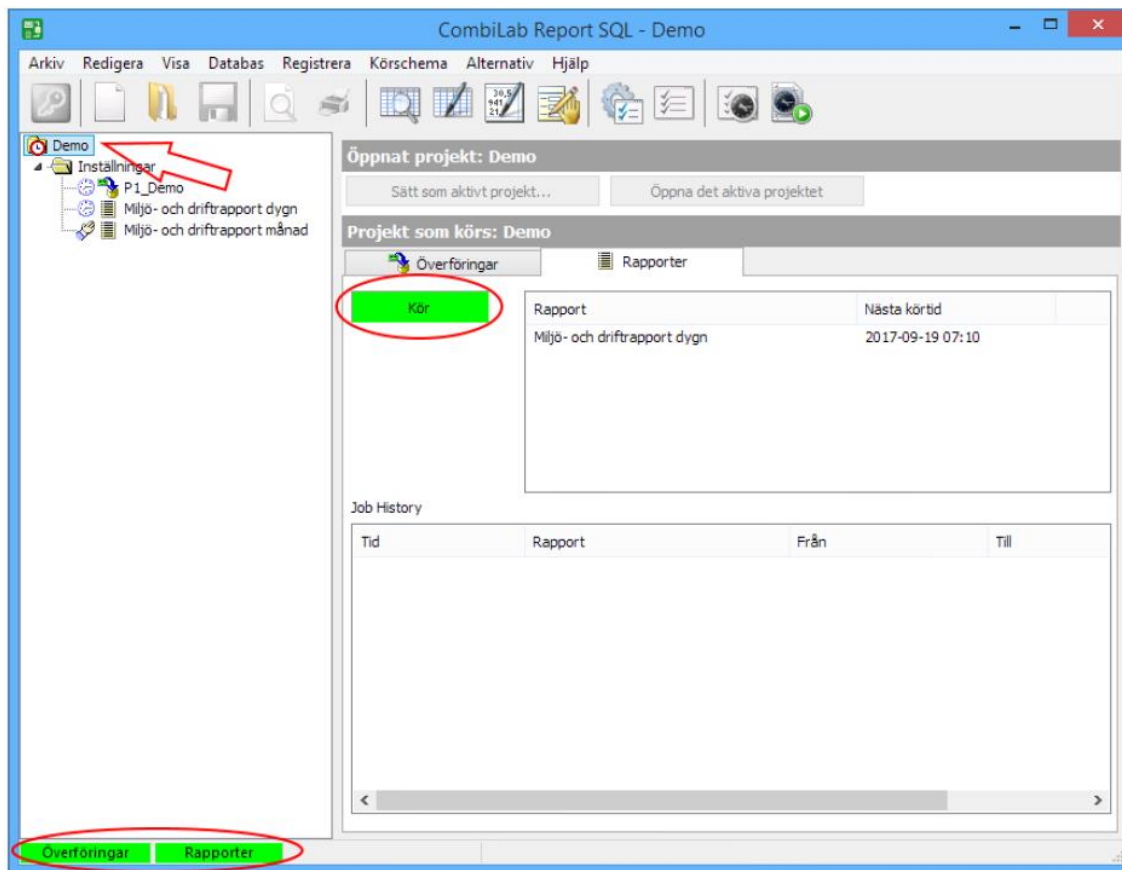 CombiLab Report SQL - Demo
Arkiv Redigera Visa Databas Registrera Körschema Alternativ Hjälp
30,5
941
21
Demo
Inställningar
P1_Demo
Miljö- och driftrapport dygn
Miljö- och driftrapport månad
Öppnat projekt: Demo
Sätt som aktivt projekt... Öppna det aktiva projektet
Projekt som körs: Demo
Överföringar Rapporter
Kör
Rapport Nästa körtid
Miljö- och driftrapport dygn 2017-09-19 07:10
Job History
Tid Rapport Från Till
Överföringar Rapporter